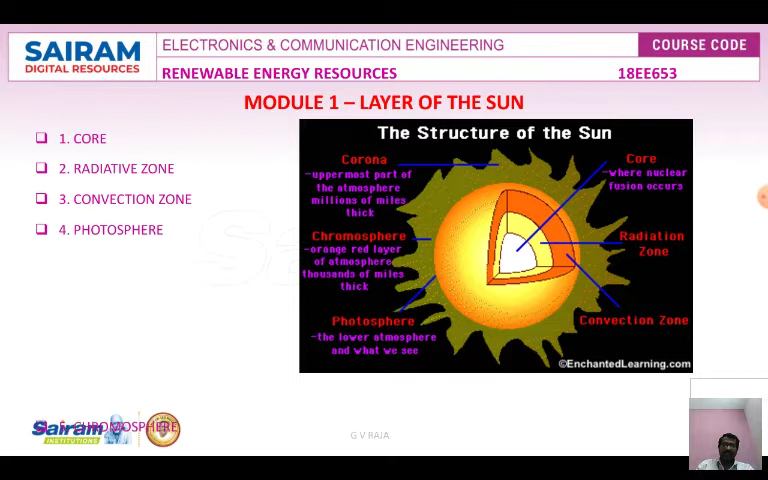 SAIRAM
DIGITAL RESOURCES
ELECTRONICS & COMMUNICATION ENGINEERING
COURSE CODE
RENEWABLE ENERGY RESOURCES
18EE653
MODULE 1 – LAYER OF THE SUN
1. CORE
2. RADIATIVE ZONE
3. CONVECTION ZONE
4. PHOTOSPHERE
The Structure of the Sun
Corona
-uppermost part of
the atmosphere
millions of miles
thick
Core
-where nuclear
fusion occurs
Chromosphere
-orange red layer
of atmosphere
thousands of miles
thick
Radiation
Zone
Photosphere
-the lower atmosphere
and what we see
Convection Zone
©EnchantedLearning.com
5. CHROMOSPHERE
Sairam
INSTITUTIONS
G V RAJA